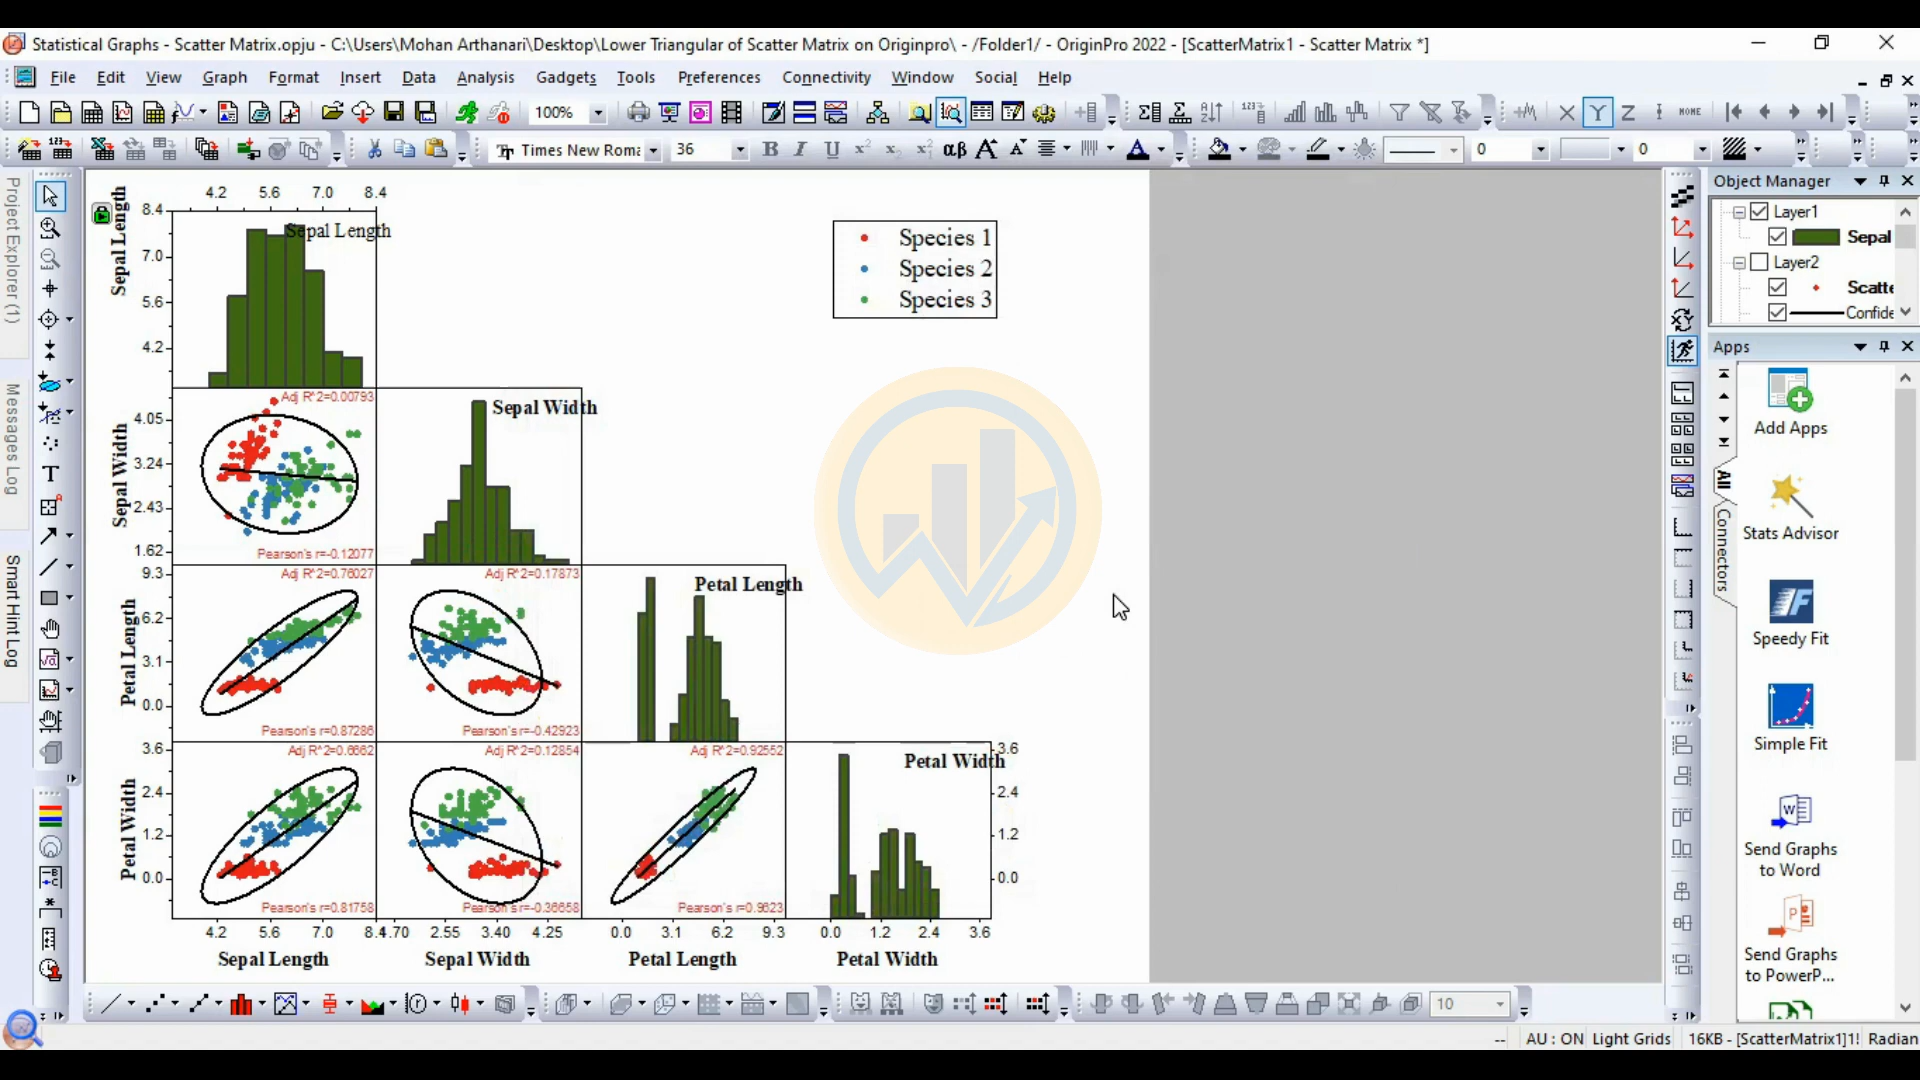 Statistical Graphs - Scatter Matrix.opju - C:\Users\Mohan Arthanari\Desktop\Lower Triangular of Scatter Matrix on Originpro\ - /Folder1/ - OriginPro 2022 - [ScatterMatrix1 - Scatter Matrix *]
File Edit View Graph Format Insert Data Analysis Gadgets Tools Preferences Connectivity Window Social Help
100%
Y Z NONE
Times New Roma 36 B I U αβ A A 0 0
Project Explorer (1)
Messages Log
Smart Hint Log
4.2 5.6 7.0 8.4
8.4
7.0
5.6
4.2
Sepal Length
Sepal Length
Species 1
Species 2
Species 3
Adj R^2=0.00793
4.05
3.24
2.43
1.62
Sepal Width
Sepal Width
Pearson's r=-0.12077
Adj R^2=0.76027
Adj R^2=0.17873
9.3
6.2
3.1
0.0
Petal Length
Petal Length
Pearson's r=0.87286
Pearson's r=-0.42923
Adj R^2=0.6662
Adj R^2=0.12854
Adj R^2=0.92552
3.6
2.4
1.2
0.0
Petal Width
Petal Width
3.6
2.4
1.2
0.0
Pearson's r=0.81758
Pearson's r=-0.36658
Pearson's r=0.9623
4.2 5.6 7.0 8.4
1.70 2.55 3.40 4.25
0.0 3.1 6.2 9.3
0.0 1.2 2.4 3.6
Sepal Length
Sepal Width
Petal Length
Petal Width
Object Manager
Layer1
Sepal
Layer2
Scatte
Confide
Apps
All
Connectors
Add Apps
Stats Advisor
Speedy Fit
Simple Fit
Send Graphs
to Word
Send Graphs
to PowerP...
10
-- AU : ON Light Grids 16KB - [ScatterMatrix1]1! Radian